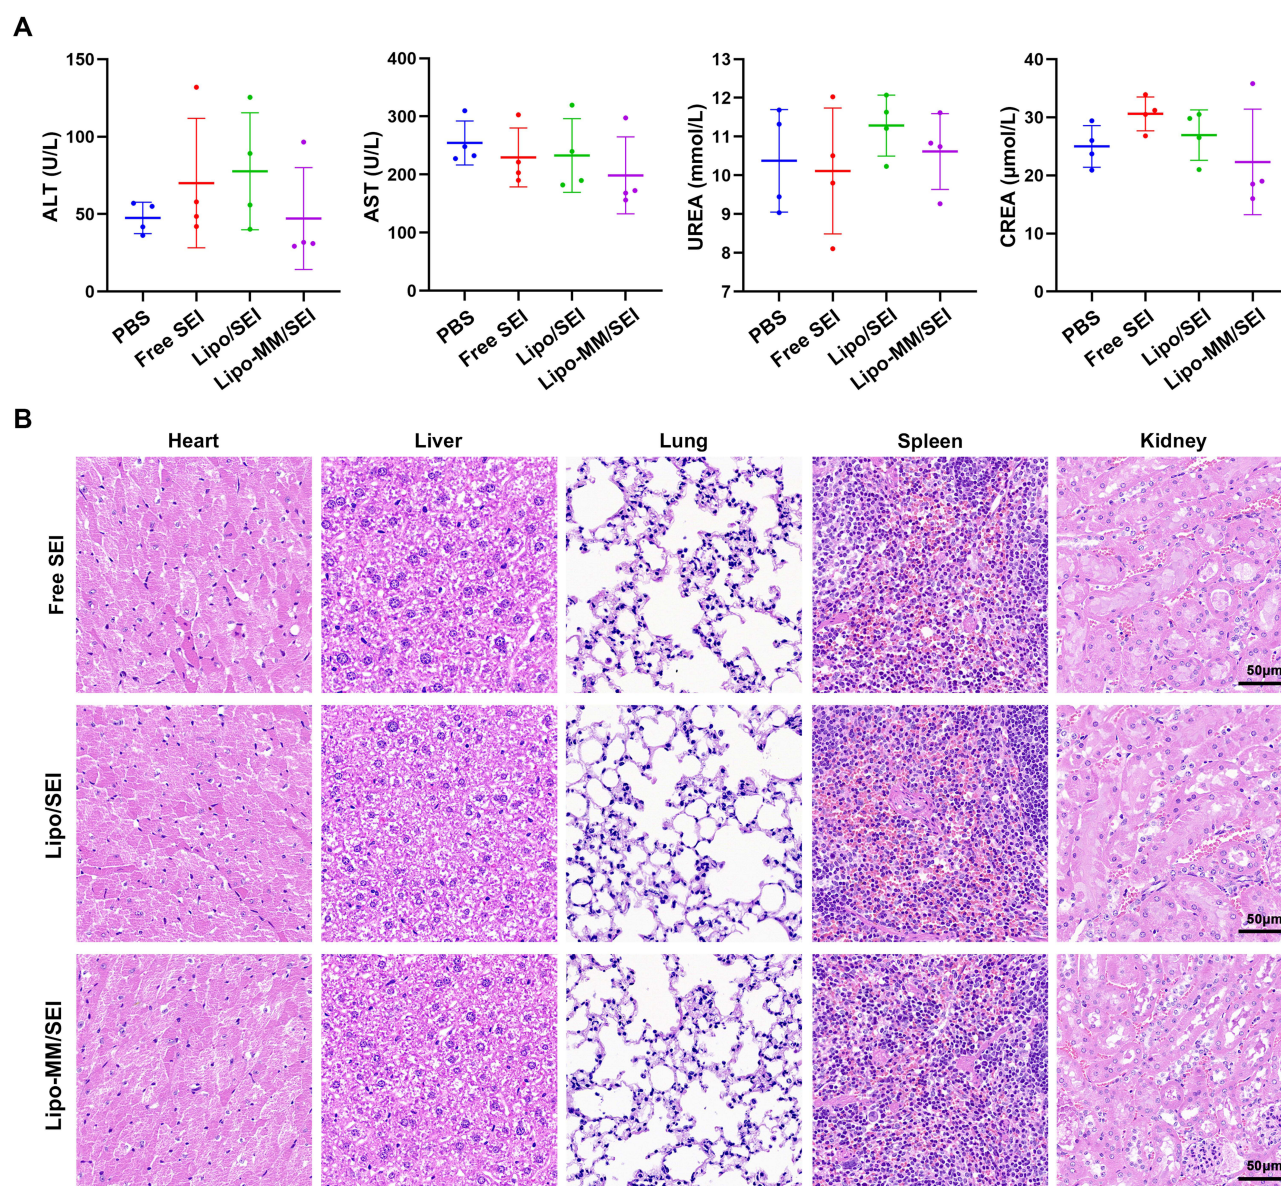 A
ALT (U/L)
150
100
50
0
PBS
Free SEI
Lipo/SEI
Lipo-MM/SEI
AST (U/L)
400
300
200
100
0
PBS
Free SEI
Lipo/SEI
Lipo-MM/SEI
UREA (mmol/L)
13
12
11
10
9
8
7
PBS
Free SEI
Lipo/SEI
Lipo-MM/SEI
CREA (μmol/L)
40
30
20
10
0
PBS
Free SEI
Lipo/SEI
Lipo-MM/SEI
B
Heart Liver Lung Spleen Kidney
Free SEI
50μm
Lipo/SEI
50μm
Lipo-MM/SEI
50μm